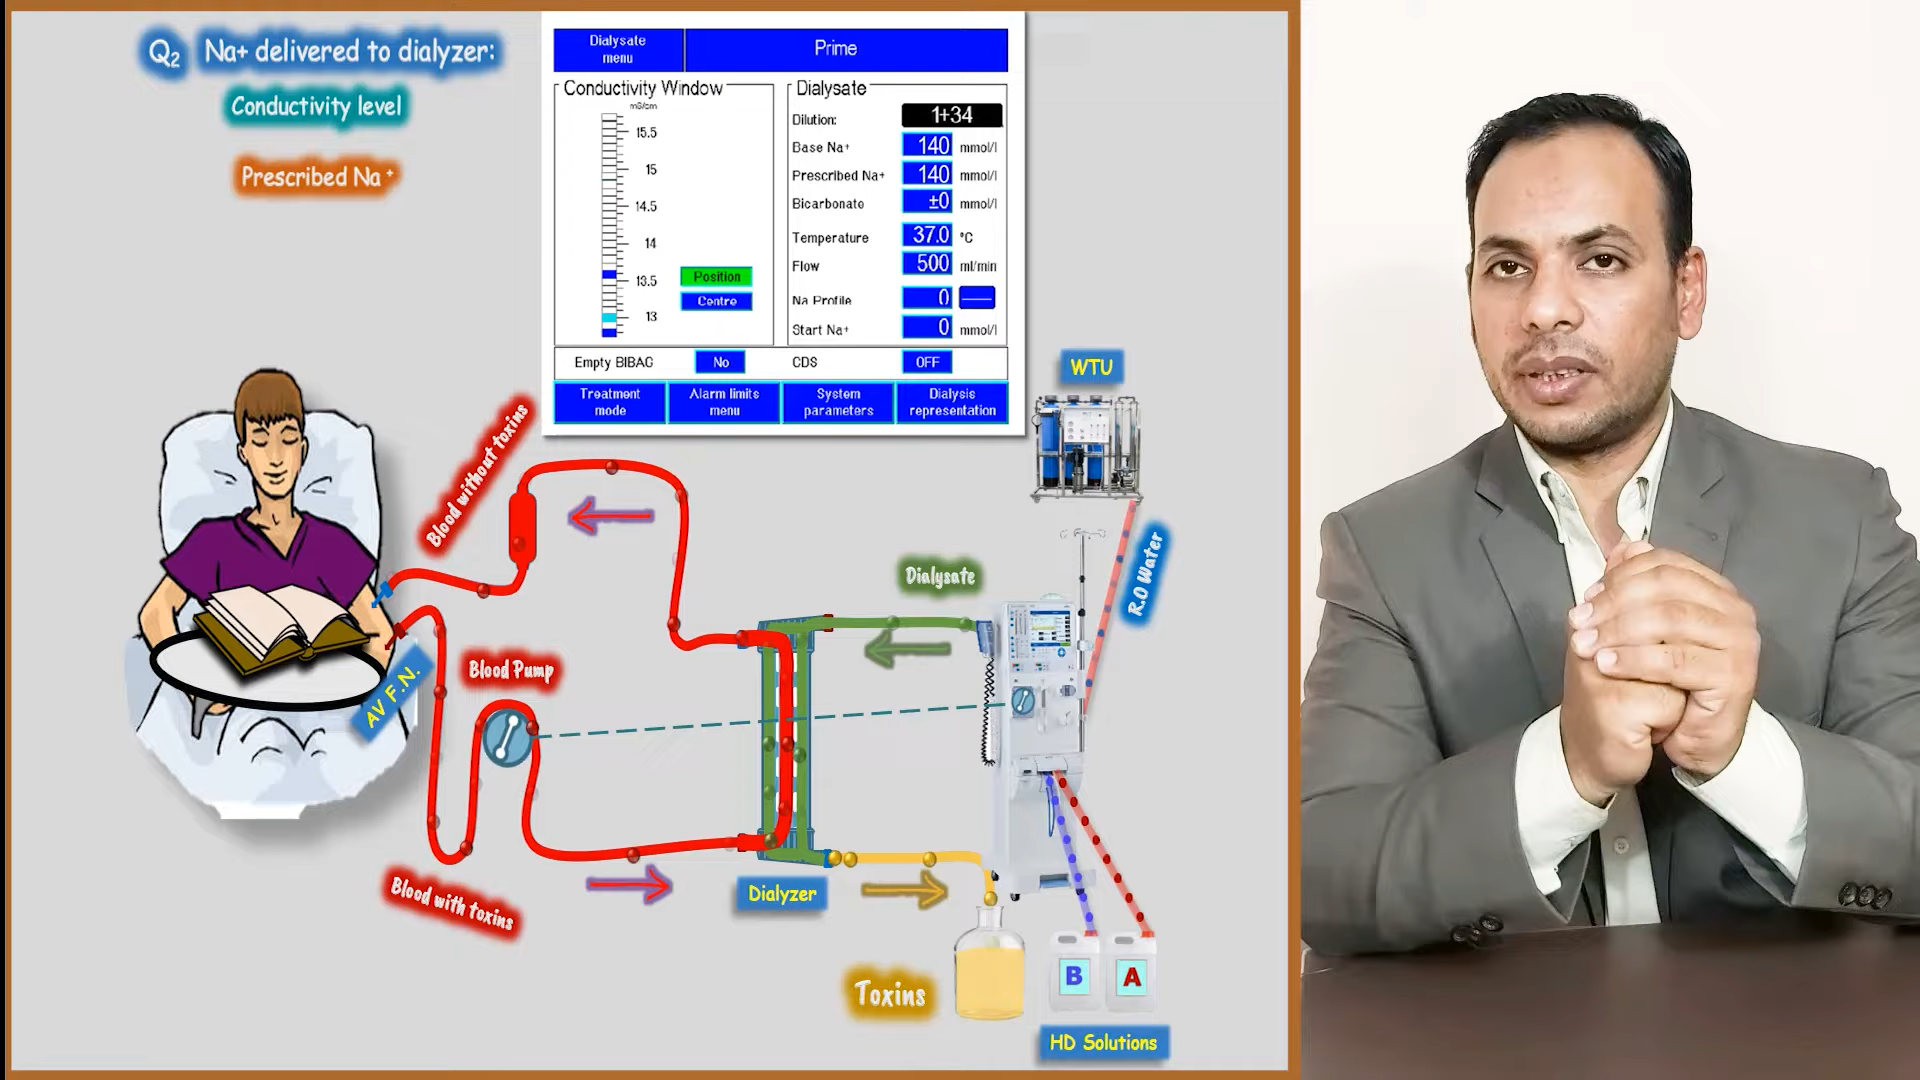 Q₂ Na+ delivered to dialyzer:
Conductivity level
Prescribed Na⁺
Dialysate menu
Prime
Conductivity Window
mS/cm
15.5
15
14.5
14
13.5
13
Position
Centre
Dialysate
Dilution: 1+34
Base Na+ 140 mmol/l
Prescribed Na+ 140 mmol/l
Bicarbonate ±0 mmol/l
Temperature 37.0 °C
Flow 500 ml/min
Na Profile 0
Start Na+ 0 mmol/l
Empty BIBAG No
CDS OFF
Treatment mode
Alarm limits menu
System parameters
Dialysis representation
WTU
R.O Water
Blood without toxins
Dialysate
Blood Pump
AV F.N.
Blood with toxins
Dialyzer
Toxins
B
A
HD Solutions